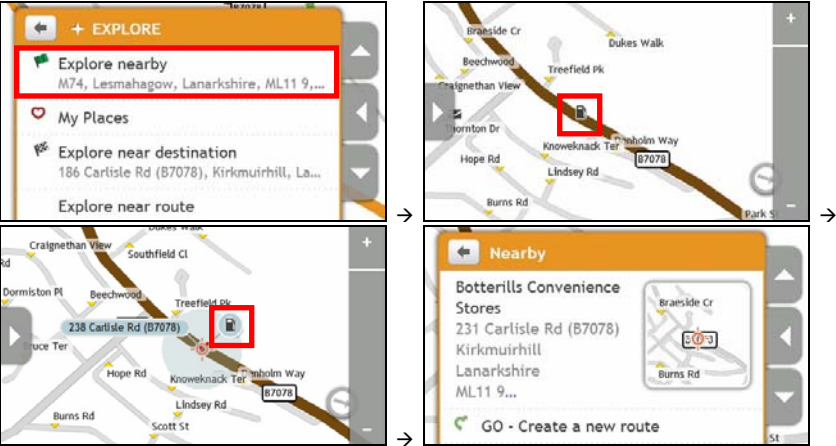 B7078
+ EXPLORE
Explore nearby
M74, Lesmahagow, Lanarkshire, ML11 9,...
My Places
Explore near destination
186 Carlisle Rd (B7078), Kirkmuirhill, La...
Explore near route
→
+
Braeside Cr
Dukes Walk
Beechwood
Treefield Pk
Craignethan View
Thornton Dr
Knoweknack Ter
Denholm Way
Hope Rd
B7078
Lindsey Rd
Burns Rd
Park S
-
→
Dukes Walk
+
Craignethan View
Southfield Cl
Rd
Dormiston Pl
Beechwood
Treefield Pk
238 Carlisle Rd (B7078)
Bruce Ter
Hope Rd
Knoweknack Ter
Denholm Way
B7078
Lindsey Rd
Burns Rd
Scott St
-
→
Nearby
Botterills Convenience
Stores
231 Carlisle Rd (B7078)
Kirkmuirhill
Lanarkshire
ML11 9...
Braeside Cr
Burns Rd
GO - Create a new route
St